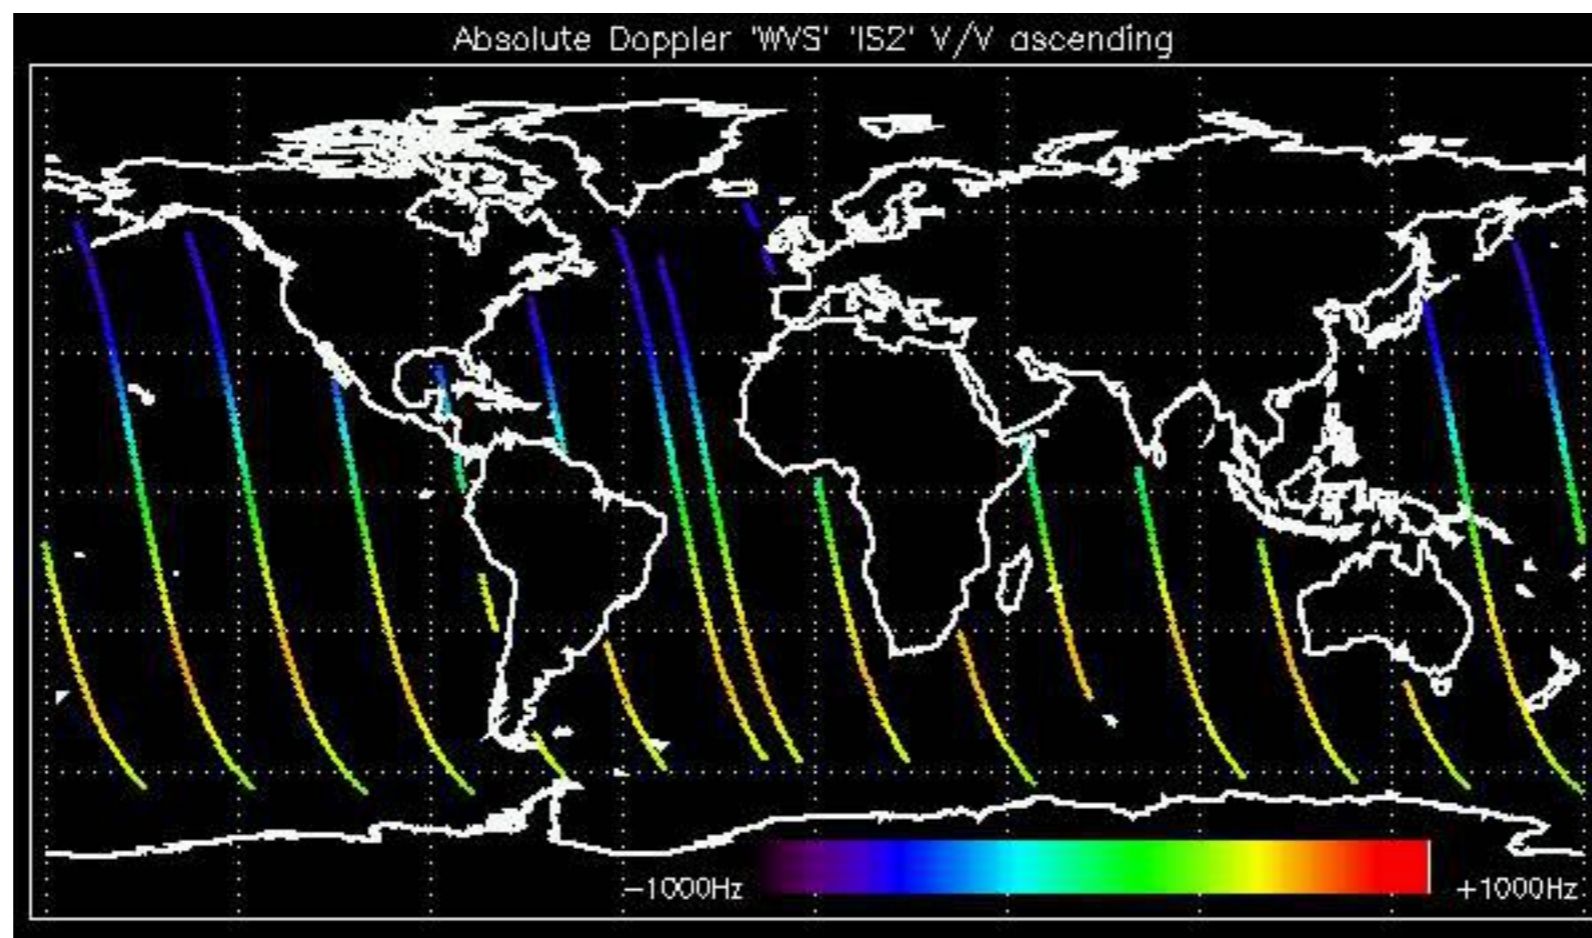 Absolute Doppler 'WVS' 'IS2' V/V ascending
−1000Hz +1000Hz